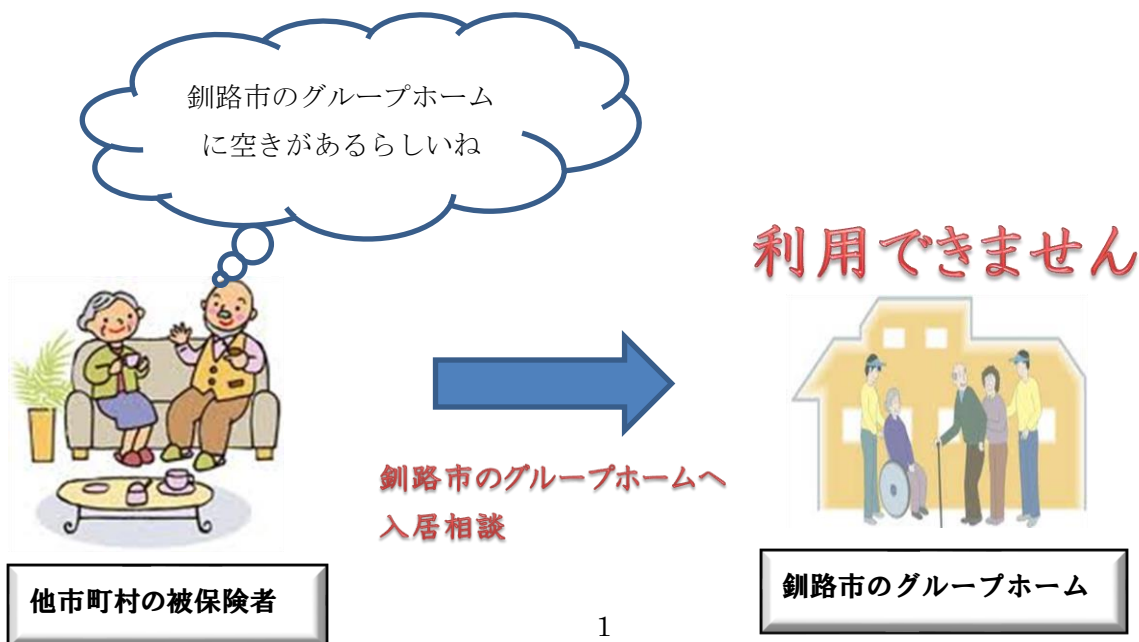 釧路市のグループホーム
に空きがあるらしいね
利用できません
釧路市のグループホームへ
入居相談
他市町村の被保険者
釧路市のグループホーム
1